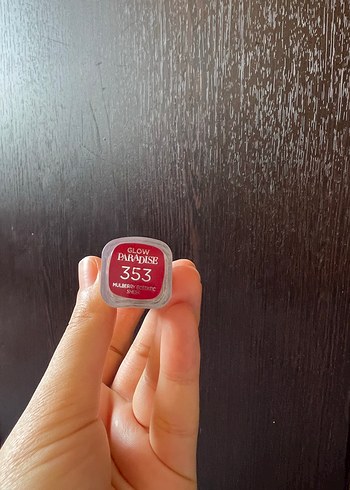 GLOW
PARADISE
353
MULBERRY ECSTATIC